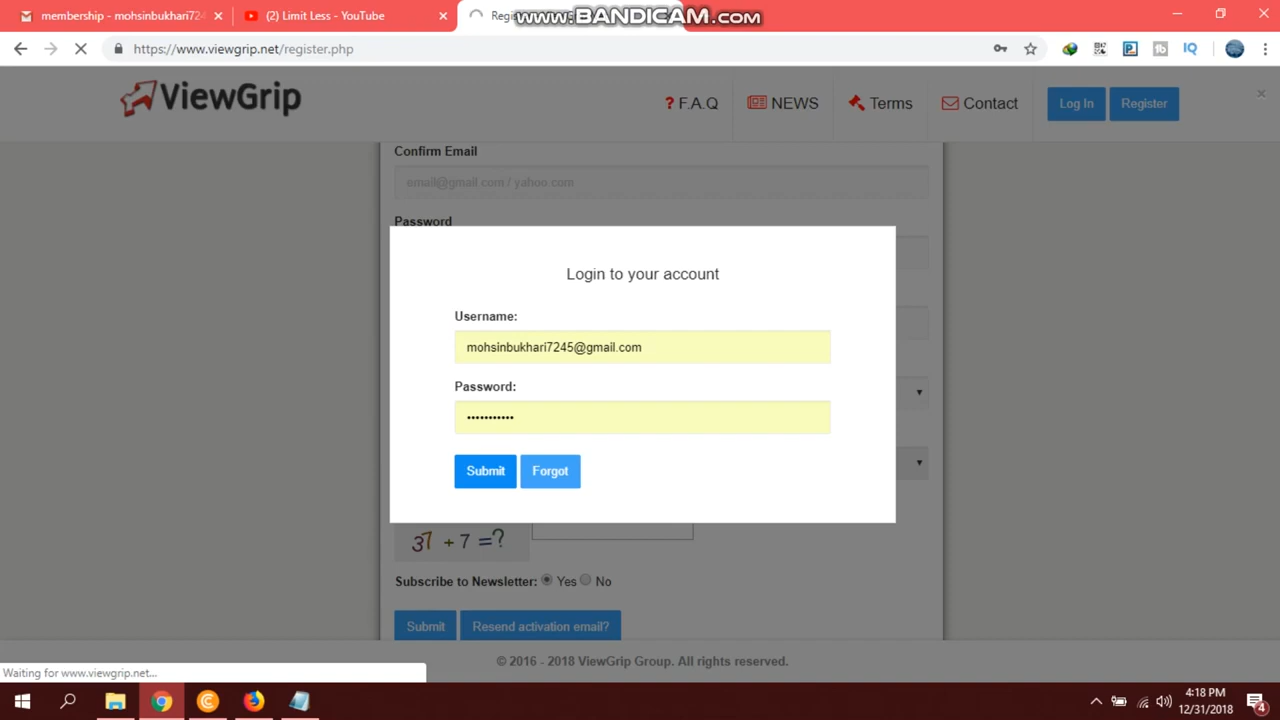 membership - mohsinbukhari724
(2) Limit Less - YouTube
Regi
www.BANDICAM.com
https://www.viewgrip.net/register.php
ViewGrip
? F.A.Q
NEWS
Terms
Contact
Log In
Register
Confirm Email
email@gmail.com / yahoo.com
Password
Login to your account
Username:
mohsinbukhari7245@gmail.com
Password:
•••••••••••
Submit
Forgot
37 + 7 =?
Subscribe to Newsletter: Yes No
Submit
Resend activation email?
© 2016 - 2018 ViewGrip Group. All rights reserved.
Waiting for www.viewgrip.net...
4:18 PM
12/31/2018
4